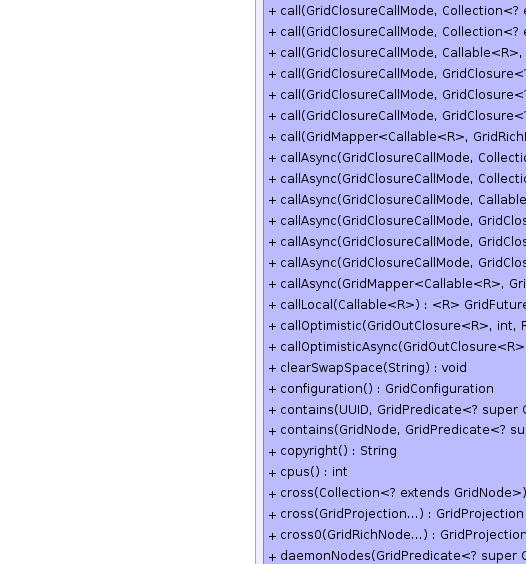 + call(GridClosureCallMode, Collection<?
+ call(GridClosureCallMode, Collection<?
+ call(GridClosureCallMode, Callable<R>,
+ call(GridClosureCallMode, GridClosure<?
+ call(GridClosureCallMode, GridClosure<?
+ call(GridClosureCallMode, GridClosure<?
+ call(GridMapper<Callable<R>, GridRich
+ callAsync(GridClosureCallMode, Collecti
+ callAsync(GridClosureCallMode, Collecti
+ callAsync(GridClosureCallMode, Callable
+ callAsync(GridClosureCallMode, GridClos
+ callAsync(GridClosureCallMode, GridClos
+ callAsync(GridClosureCallMode, GridClos
+ callAsync(GridMapper<Callable<R>, Gri
+ callLocal(Callable<R>) : <R> GridFuture
+ callOptimistic(GridOutClosure<R>, int,
+ callOptimisticAsync(GridOutClosure<R>
+ clearSwapSpace(String) : void
+ configuration() : GridConfiguration
+ contains(UUID, GridPredicate<? super
+ contains(GridNode, GridPredicate<? su
+ copyright() : String
+ cpus() : int
+ cross(Collection<? extends GridNode>)
+ cross(GridProjection...) : GridProjection
+ cross0(GridRichNode...) : GridProjection
+ daemonNodes(GridPredicate<? super